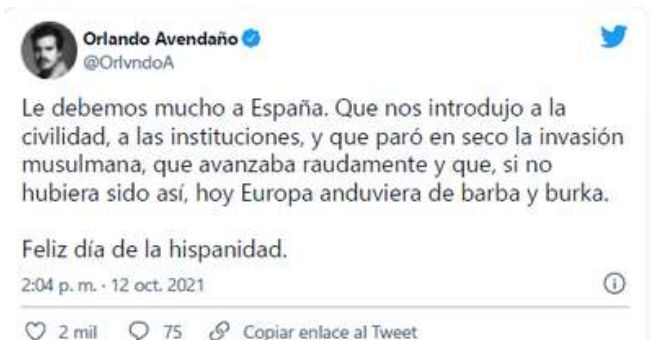 Orlando Avendaño
@OrlvndoA
Le debemos mucho a España. Que nos introdujo a la
civilidad, a las instituciones, y que paró en seco la invasión
musulmana, que avanzaba raudamente y que, si no
hubiera sido así, hoy Europa anduviera de barba y burka.
Feliz día de la hispanidad.
2:04 p. m. · 12 oct. 2021
2 mil 75 Copiar enlace al Tweet